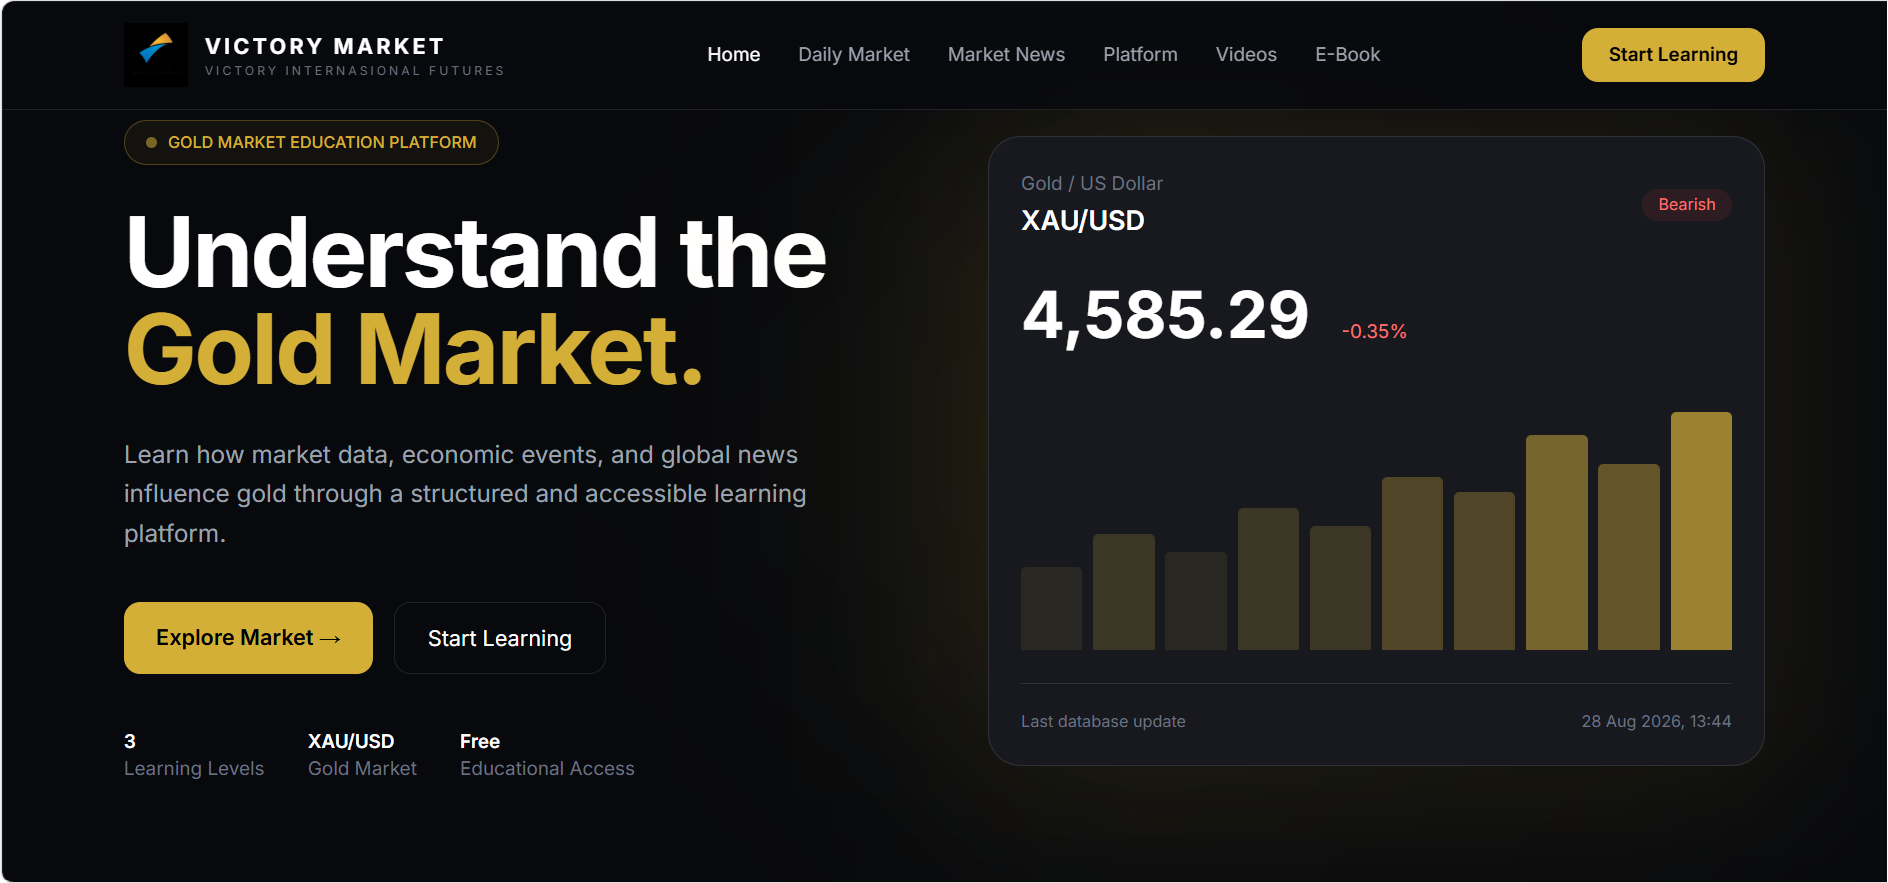 VICTORY MARKET
VICTORY INTERNASIONAL FUTURES
Home
Daily Market
Market News
Platform
Videos
E-Book
Start Learning
GOLD MARKET EDUCATION PLATFORM
Understand the
Gold Market.
Learn how market data, economic events, and global news
influence gold through a structured and accessible learning
platform.
Explore Market →
Start Learning
3
Learning Levels
XAU/USD
Gold Market
Free
Educational Access
Gold / US Dollar
XAU/USD
Bearish
4,585.29
-0.35%
Last database update
28 Aug 2026, 13:44